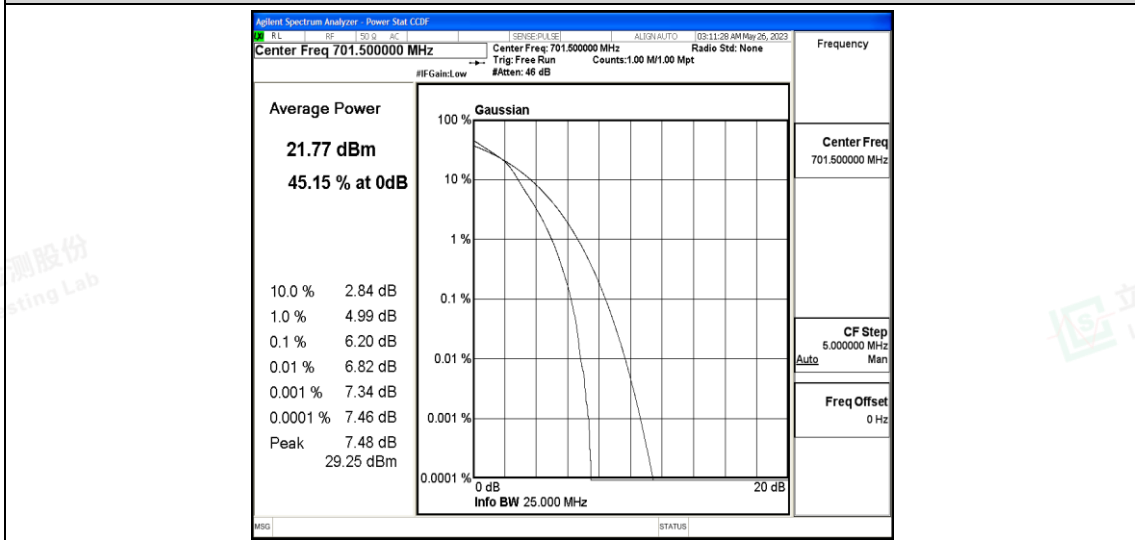 Agilent Spectrum Analyzer - Power Stat CCDF
RL RF 50 Ω AC SENSE:PULSE ALIGN AUTO 03:11:28 AM May 26, 2023
Center Freq 701.500000 MHz
Center Freq: 701.500000 MHz Radio Std: None
Trig: Free Run Counts:1.00 M/1.00 Mpt
#IFGain:Low #Atten: 46 dB
Frequency
Average Power
21.77 dBm
45.15 % at 0dB
10.0 % 2.84 dB
1.0 % 4.99 dB
0.1 % 6.20 dB
0.01 % 6.82 dB
0.001 % 7.34 dB
0.0001 % 7.46 dB
Peak 7.48 dB
29.25 dBm
Gaussian
100 %
10 %
1 %
0.1 %
0.01 %
0.001 %
0.0001 %
0 dB 20 dB
Info BW 25.000 MHz
Center Freq
701.500000 MHz
CF Step
5.000000 MHz
Auto Man
Freq Offset
0 Hz
MSG STATUS
测股份
sting Lab
立